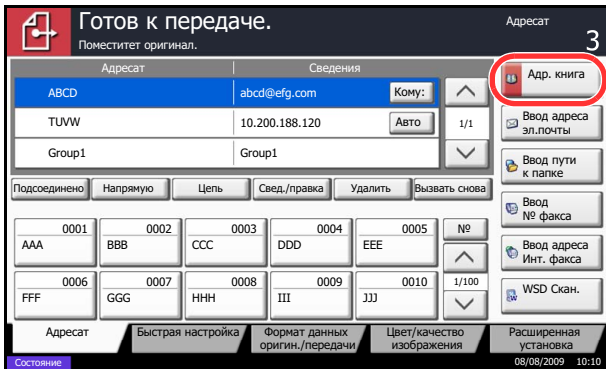 Готов к передаче.
Поместитет оригинал.
Адресат
3
Адресат Сведения
ABCD abcd@efg.com Кому:
TUVW 10.200.188.120 Авто 1/1
Group1 Group1
Адр. книга
Ввод адреса
эл.почты
Ввод пути
к папке
Ввод
№ факса
Ввод адреса
Инт. факса
WSD Скан.
Подсоединено Напрямую Цепь Свед./правка Удалить Вызвать снова
0001 0002 0003 0004 0005 №
AAA BBB CCC DDD EEE
0006 0007 0008 0009 0010 1/100
FFF GGG HHH III JJJ
Адресат Быстрая настройка Формат данных
оригин./передачи Цвет/качество
изображения Расширенная
установка
Состояние 08/08/2009 10:10